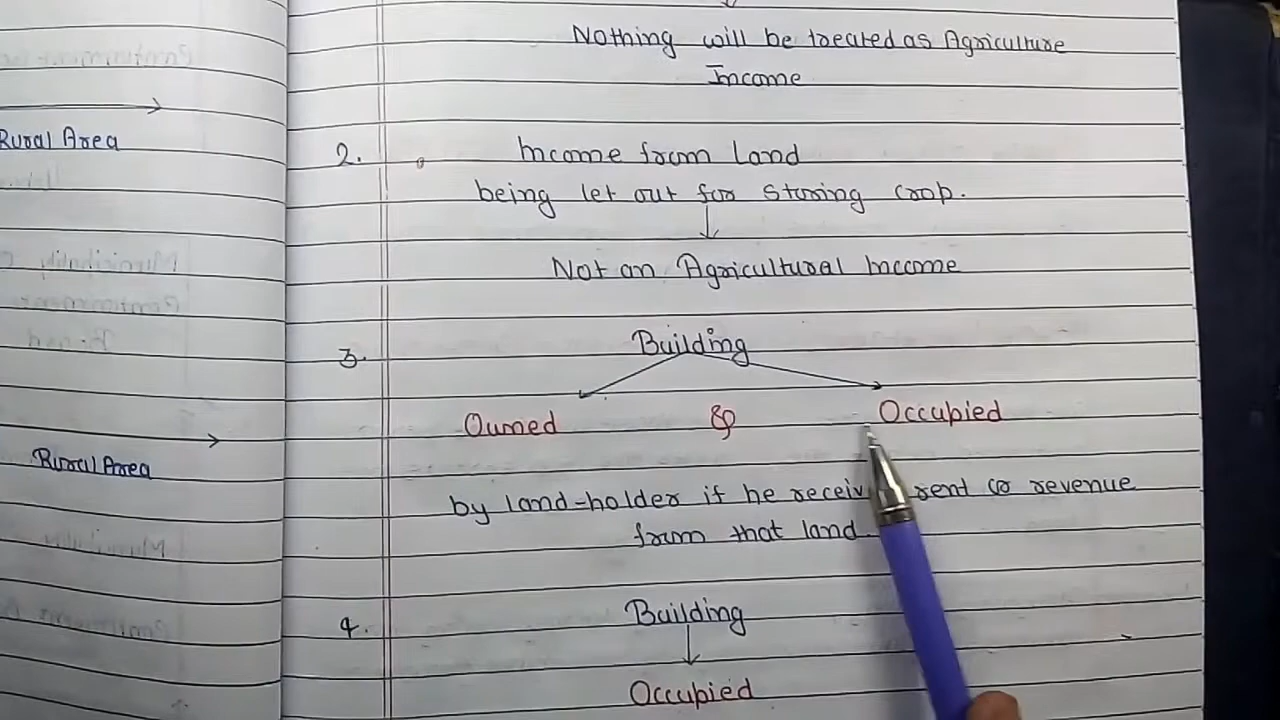 Nothing will be treated as Agriculture
Income
Rural Area
2. Income from Land
being let out for storing crop.
Not an Agricultural Income
3. Building
Owned & Occupied
Rural Area
by land-holder if he receiv rent or revenue
from that land.
4. Building
Occupied